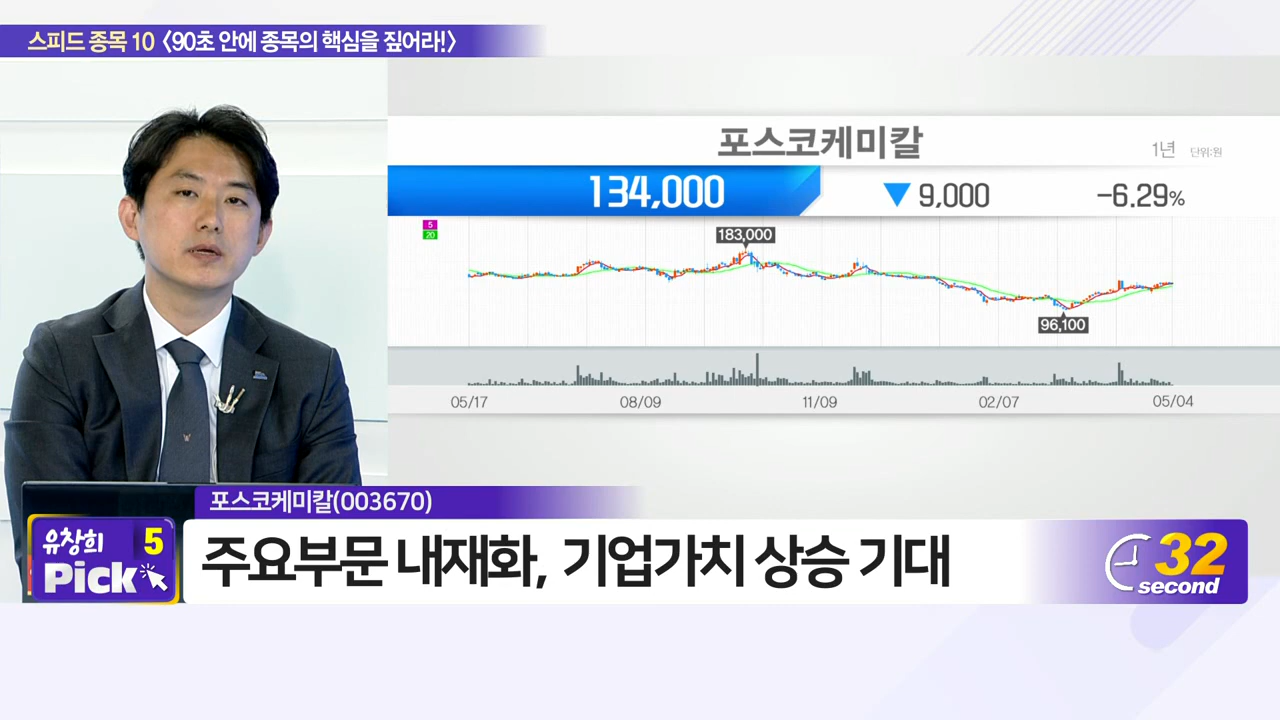 스피드 종목 10 〈90초 안에 종목의 핵심을 짚어라!〉
포스코케미칼
1년 단위:원
134,000 ▼ 9,000 -6.29%
5
20
183,000
96,100
05/17 08/09 11/09 02/07 05/04
포스코케미칼(003670)
유창희 5
Pick
주요부문 내재화, 기업가치 상승 기대
32
second